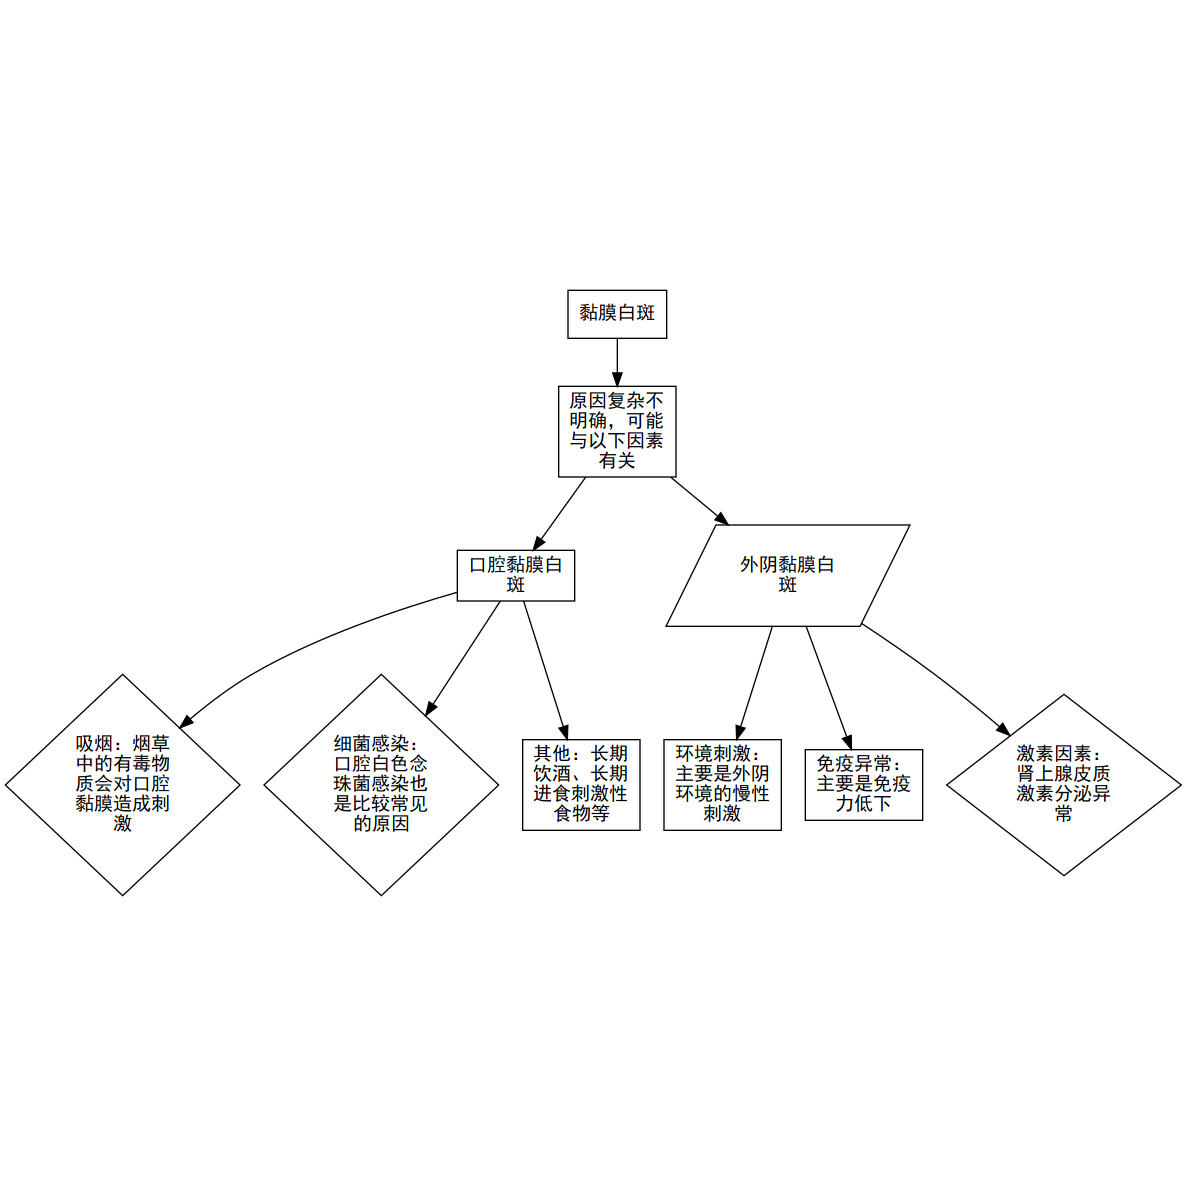 黏膜白斑
原因复杂不
明确，可能
与以下因素
有关
口腔黏膜白
斑
外阴黏膜白
斑
吸烟：烟草
中的有毒物
质会对口腔
黏膜造成刺
激
细菌感染：
口腔白色念
珠菌感染也
是比较常见
的原因
其他：长期
饮酒、长期
进食刺激性
食物等
环境刺激：
主要是外阴
环境的慢性
刺激
免疫异常：
主要是免疫
力低下
激素因素：
肾上腺皮质
激素分泌异
常